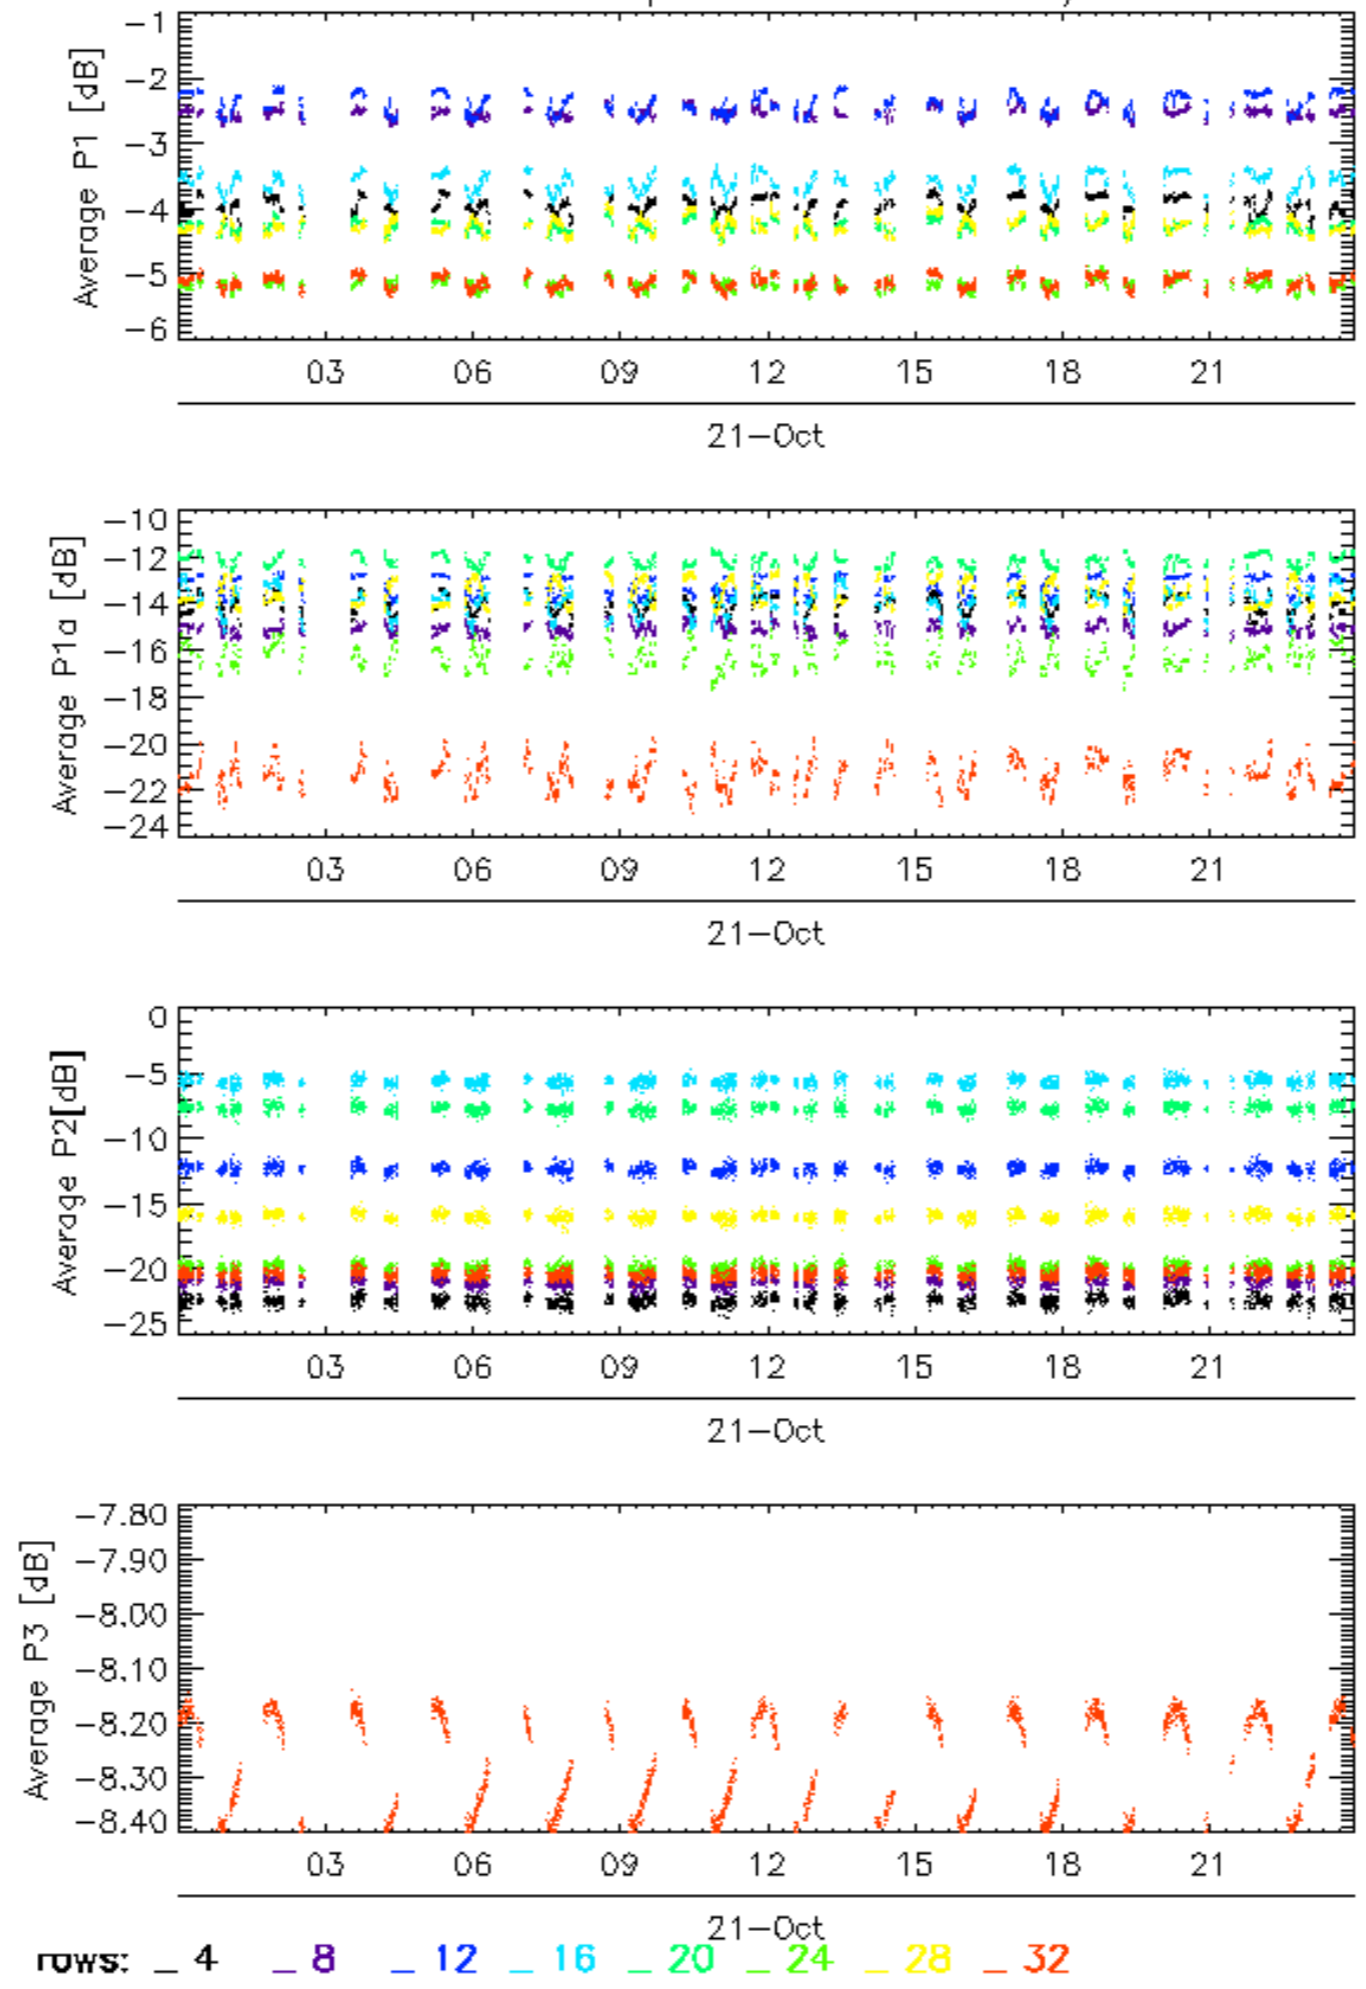 −1
−2
−3
−4
−5
−6
Average P1 [dB]
03 06 09 12 15 18 21
21−Oct
−10
−12
−14
−16
−18
−20
−22
−24
Average P1a [dB]
03 06 09 12 15 18 21
21−Oct
0
−5
−10
−15
−20
−25
Average P2[dB]
03 06 09 12 15 18 21
21−Oct
−7.80
−7.90
−8.00
−8.10
−8.20
−8.30
−8.40
Average P3 [dB]
03 06 09 12 15 18 21
21−Oct
rows: _ 4 _ 8 _ 12 _ 16 _ 20 _ 24 _ 28 _ 32